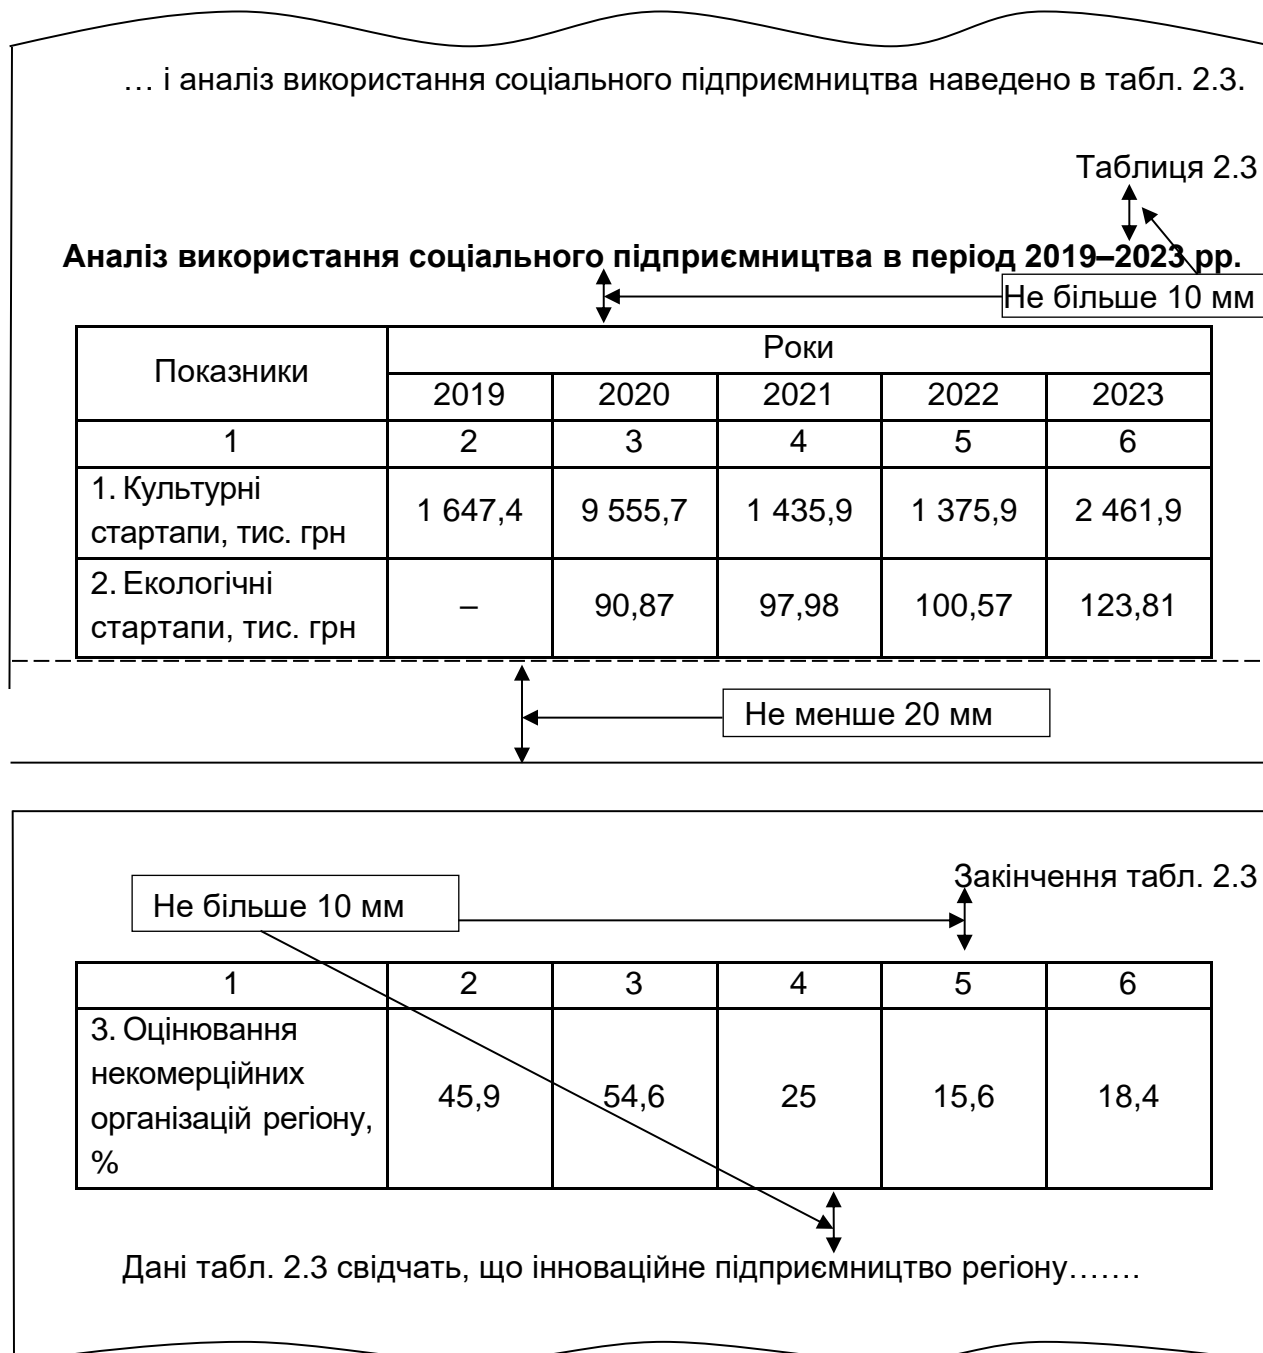 … і аналіз використання соціального підприємництва наведено в табл. 2.3.
Таблиця 2.3
Аналіз використання соціального підприємництва в період 2019–2023 рр.
Не більше 10 мм
Показники Роки
2019 2020 2021 2022 2023
1 2 3 4 5 6
1. Культурні
стартапи, тис. грн 1 647,4 9 555,7 1 435,9 1 375,9 2 461,9
2. Екологічні
стартапи, тис. грн – 90,87 97,98 100,57 123,81
Не менше 20 мм
Закінчення табл. 2.3
Не більше 10 мм
1 2 3 4 5 6
3. Оцінювання
некомерційних
організацій регіону, 45,9 54,6 25 15,6 18,4
%
Дані табл. 2.3 свідчать, що інноваційне підприємництво регіону…….